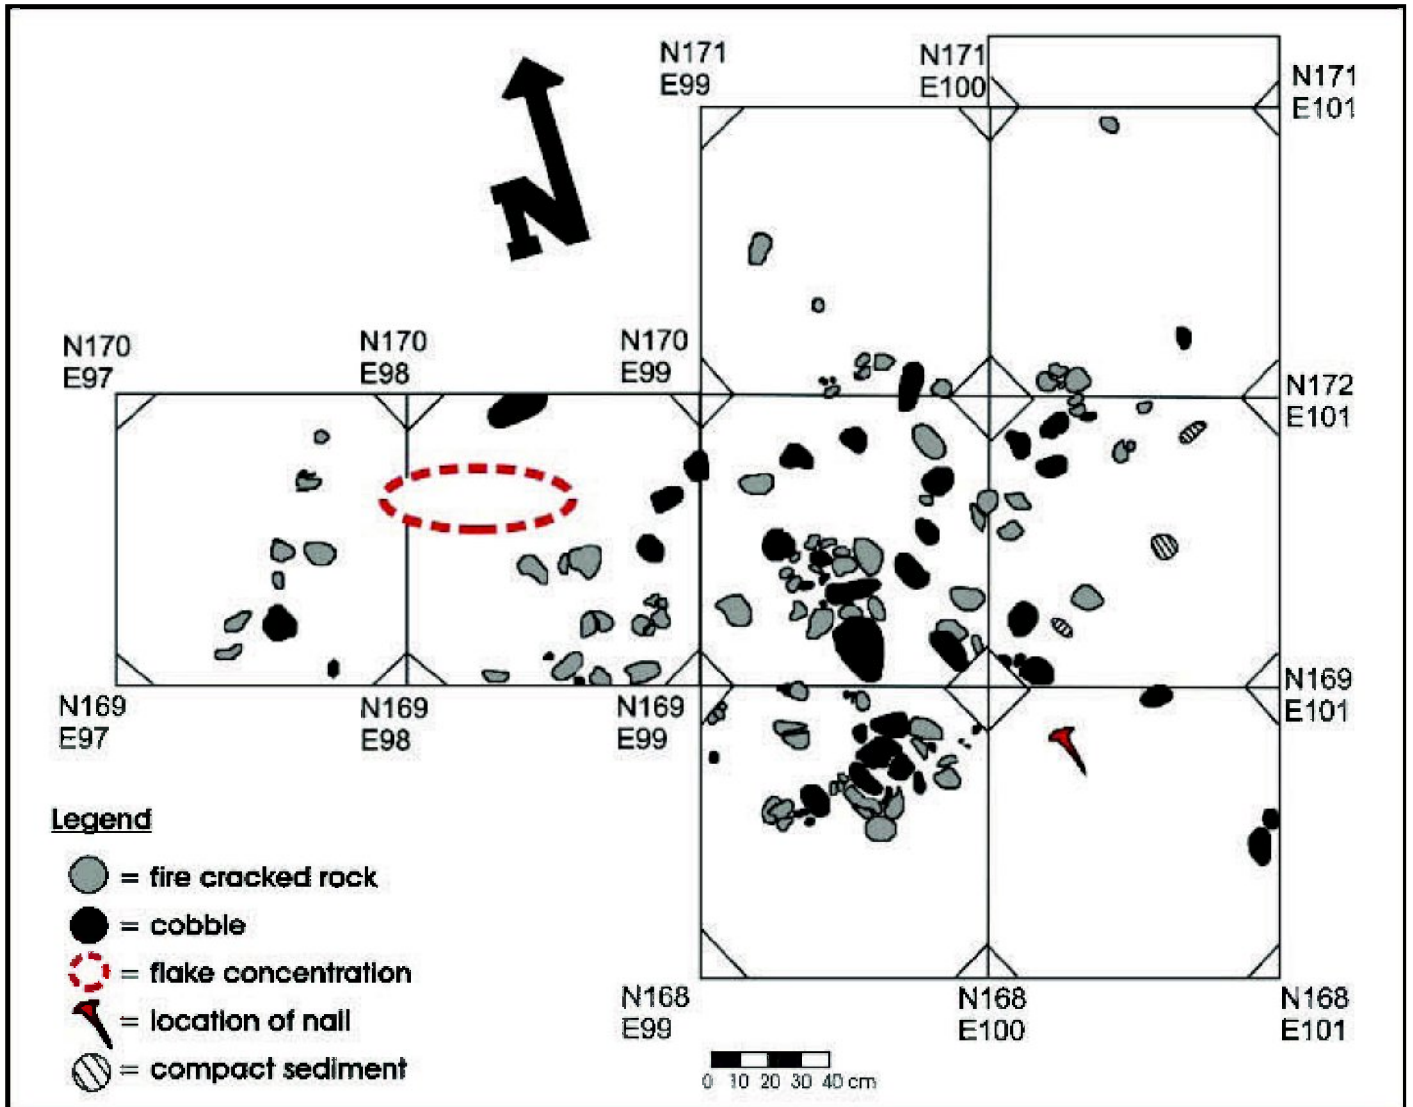 N171
E99
N171
E100
N171
E101
N
N170
E97
N170
E98
N170
E99
N172
E101
N169
E97
N169
E98
N169
E99
N169
E101
Legend
= fire cracked rock
= cobble
= flake concentration
= location of nail
= compact sediment
N168
E99
N168
E100
N168
E101
0 10 20 30 40 cm